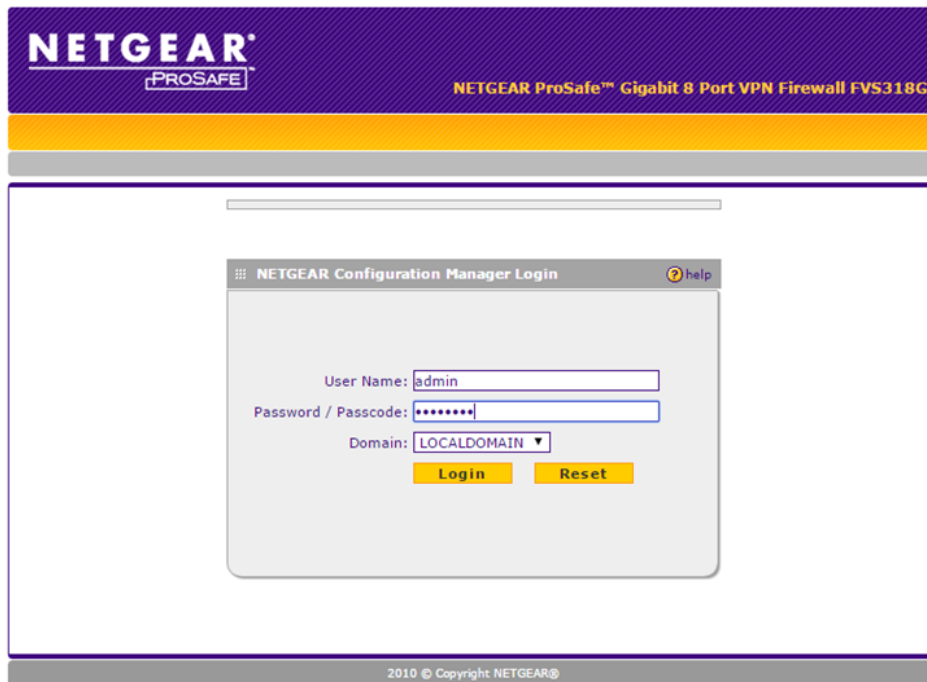 NETGEAR®
PROSAFE™
NETGEAR ProSafe™ Gigabit 8 Port VPN Firewall FVS318G
NETGEAR Configuration Manager Login
? help
User Name: admin
Password / Passcode: ••••••••
Domain: LOCALDOMAIN ▼
Login Reset
2010 © Copyright NETGEAR®